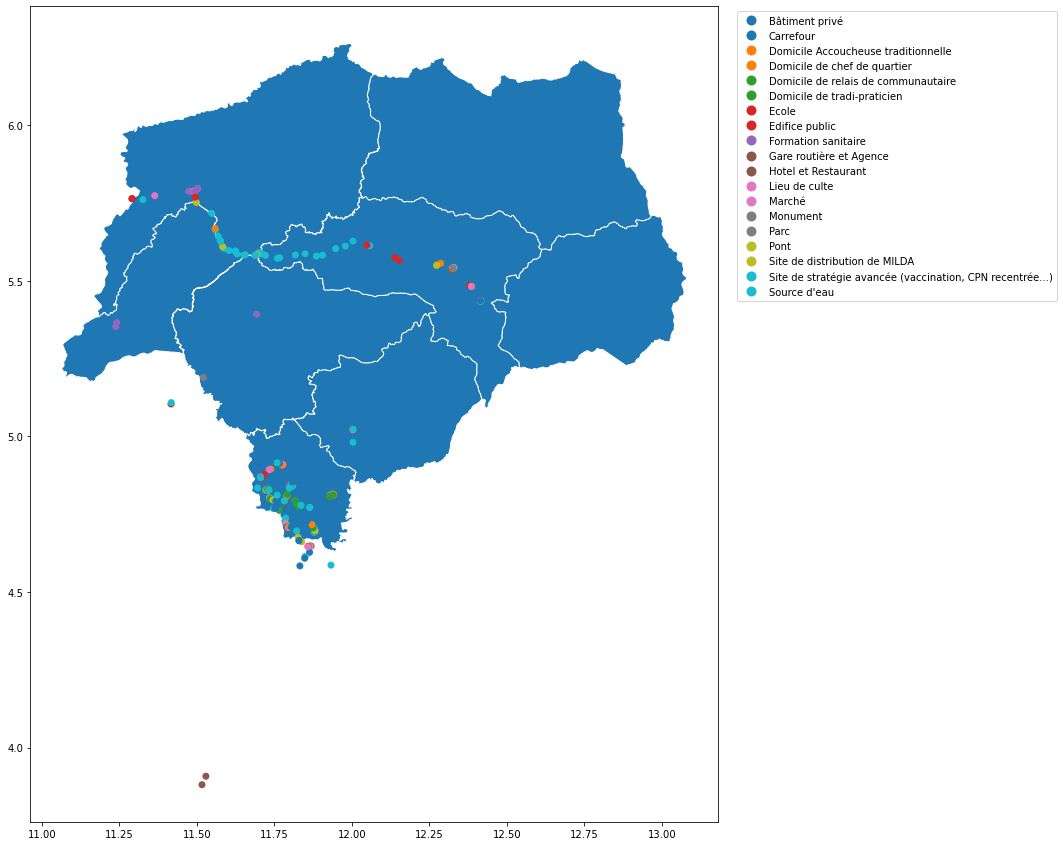 6.0
5.5
5.0
4.5
4.0
11.00 11.25 11.50 11.75 12.00 12.25 12.50 12.75 13.00
Bâtiment privé
Carrefour
Domicile Accoucheuse traditionnelle
Domicile de chef de quartier
Domicile de relais de communautaire
Domicile de tradi-praticien
Ecole
Edifice public
Formation sanitaire
Gare routière et Agence
Hotel et Restaurant
Lieu de culte
Marché
Monument
Parc
Pont
Site de distribution de MILDA
Site de stratégie avancée (vaccination, CPN recentrée...)
Source d'eau